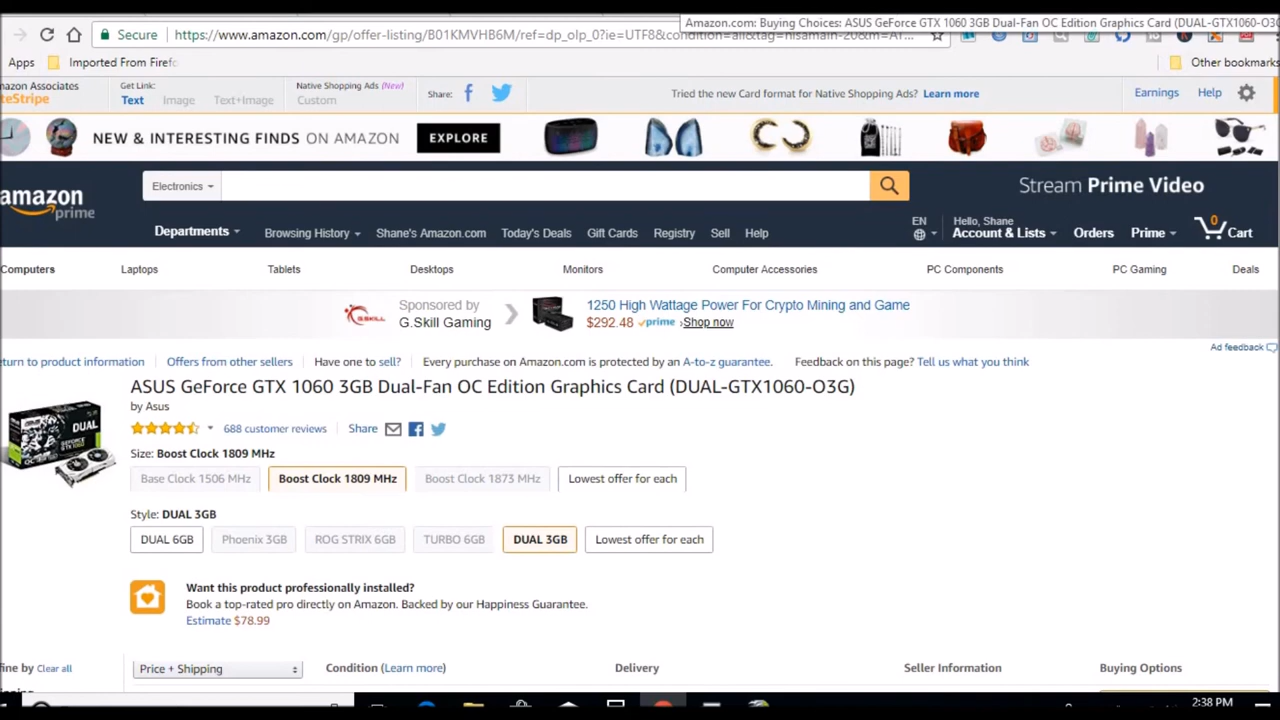 Amazon.com: Buying Choices: ASUS GeForce GTX 1060 3GB Dual-Fan OC Edition Graphics Card (DUAL-GTX1060-O3G
Secure https://www.amazon.com/gp/offer-listing/B01KMVHB6M/ref=dp_olp_0?ie=UTF8&condition=all&tag=hisamain-20&m=A...
Apps Imported From Firefo Other bookmarks
mazon Associates Get Link: Native Shopping Ads (New)
teStripe Text Image Text+Image Custom Share: Tried the new Card format for Native Shopping Ads? Learn more Earnings Help
NEW & INTERESTING FINDS ON AMAZON EXPLORE
Electronics Stream Prime Video
amazon prime
EN Hello, Shane 0
Departments Browsing History Shane's Amazon.com Today's Deals Gift Cards Registry Sell Help Account & Lists Orders Prime Cart
Computers Laptops Tablets Desktops Monitors Computer Accessories PC Components PC Gaming Deals
G.SKILL Sponsored by G.Skill Gaming
1250 High Wattage Power For Crypto Mining and Game
$292.48 prime ›Shop now
Ad feedback
eturn to product information Offers from other sellers Have one to sell? Every purchase on Amazon.com is protected by an A-to-z guarantee. Feedback on this page? Tell us what you think
ASUS GeForce GTX 1060 3GB Dual-Fan OC Edition Graphics Card (DUAL-GTX1060-O3G)
by Asus
688 customer reviews Share
Size: Boost Clock 1809 MHz
Base Clock 1506 MHz Boost Clock 1809 MHz Boost Clock 1873 MHz Lowest offer for each
Style: DUAL 3GB
DUAL 6GB Phoenix 3GB ROG STRIX 6GB TURBO 6GB DUAL 3GB Lowest offer for each
Want this product professionally installed?
Book a top-rated pro directly on Amazon. Backed by our Happiness Guarantee.
Estimate $78.99
fine by Clear all Price + Shipping Condition (Learn more) Delivery Seller Information Buying Options
2:38 PM